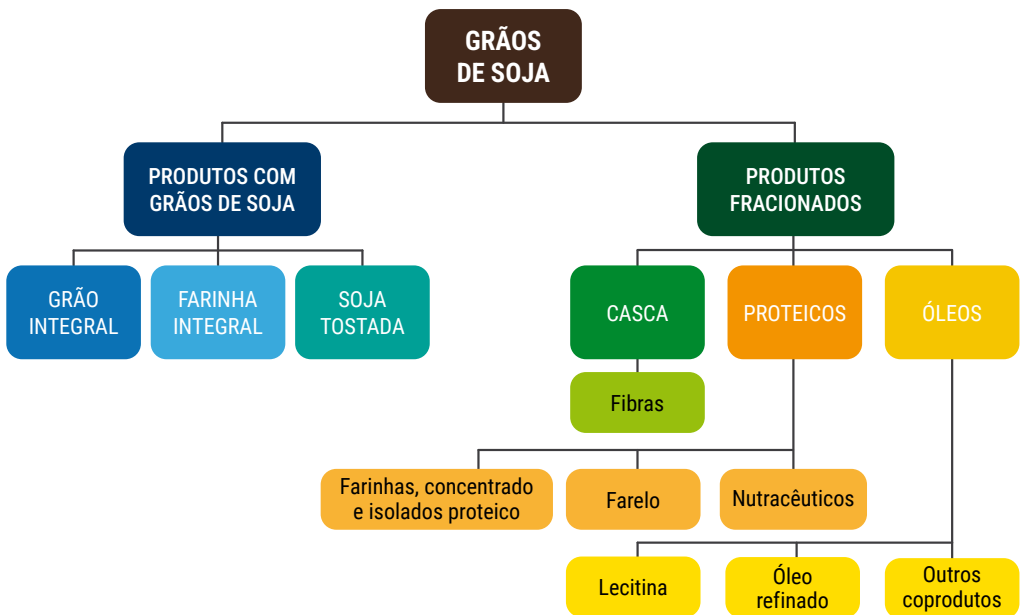 GRÃOS
DE SOJA
PRODUTOS COM
GRÃOS DE SOJA
PRODUTOS
FRACIONADOS
GRÃO
INTEGRAL
FARINHA
INTEGRAL
SOJA
TOSTADA
CASCA
PROTEICOS
ÓLEOS
Fibras
Farinhas, concentrado
e isolados proteico
Farelo
Nutracêuticos
Lecitina
Óleo
refinado
Outros
coprodutos